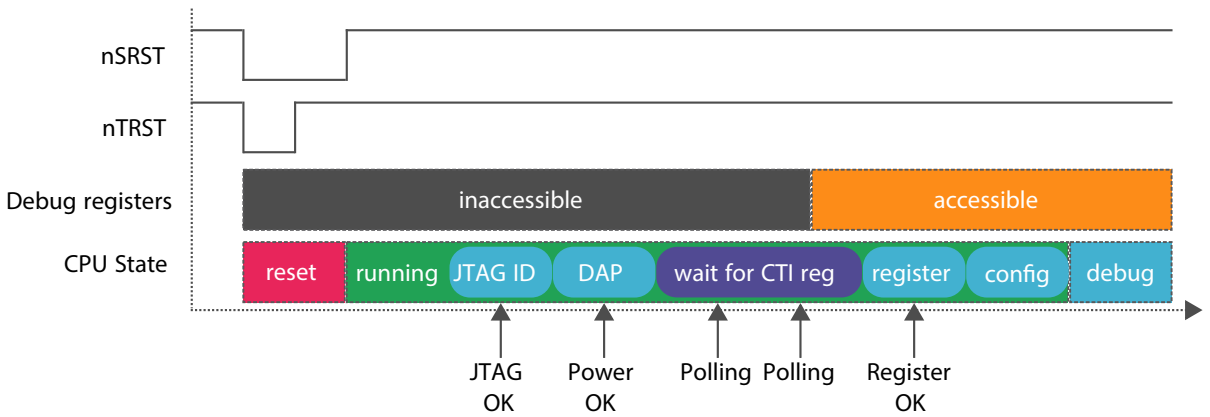 nSRST
nTRST
Debug registers
inaccessible
accessible
CPU State
reset
running
JTAG ID
DAP
wait for CTI reg
register
config
debug
JTAG
OK
Power
OK
Polling
Polling
Register
OK